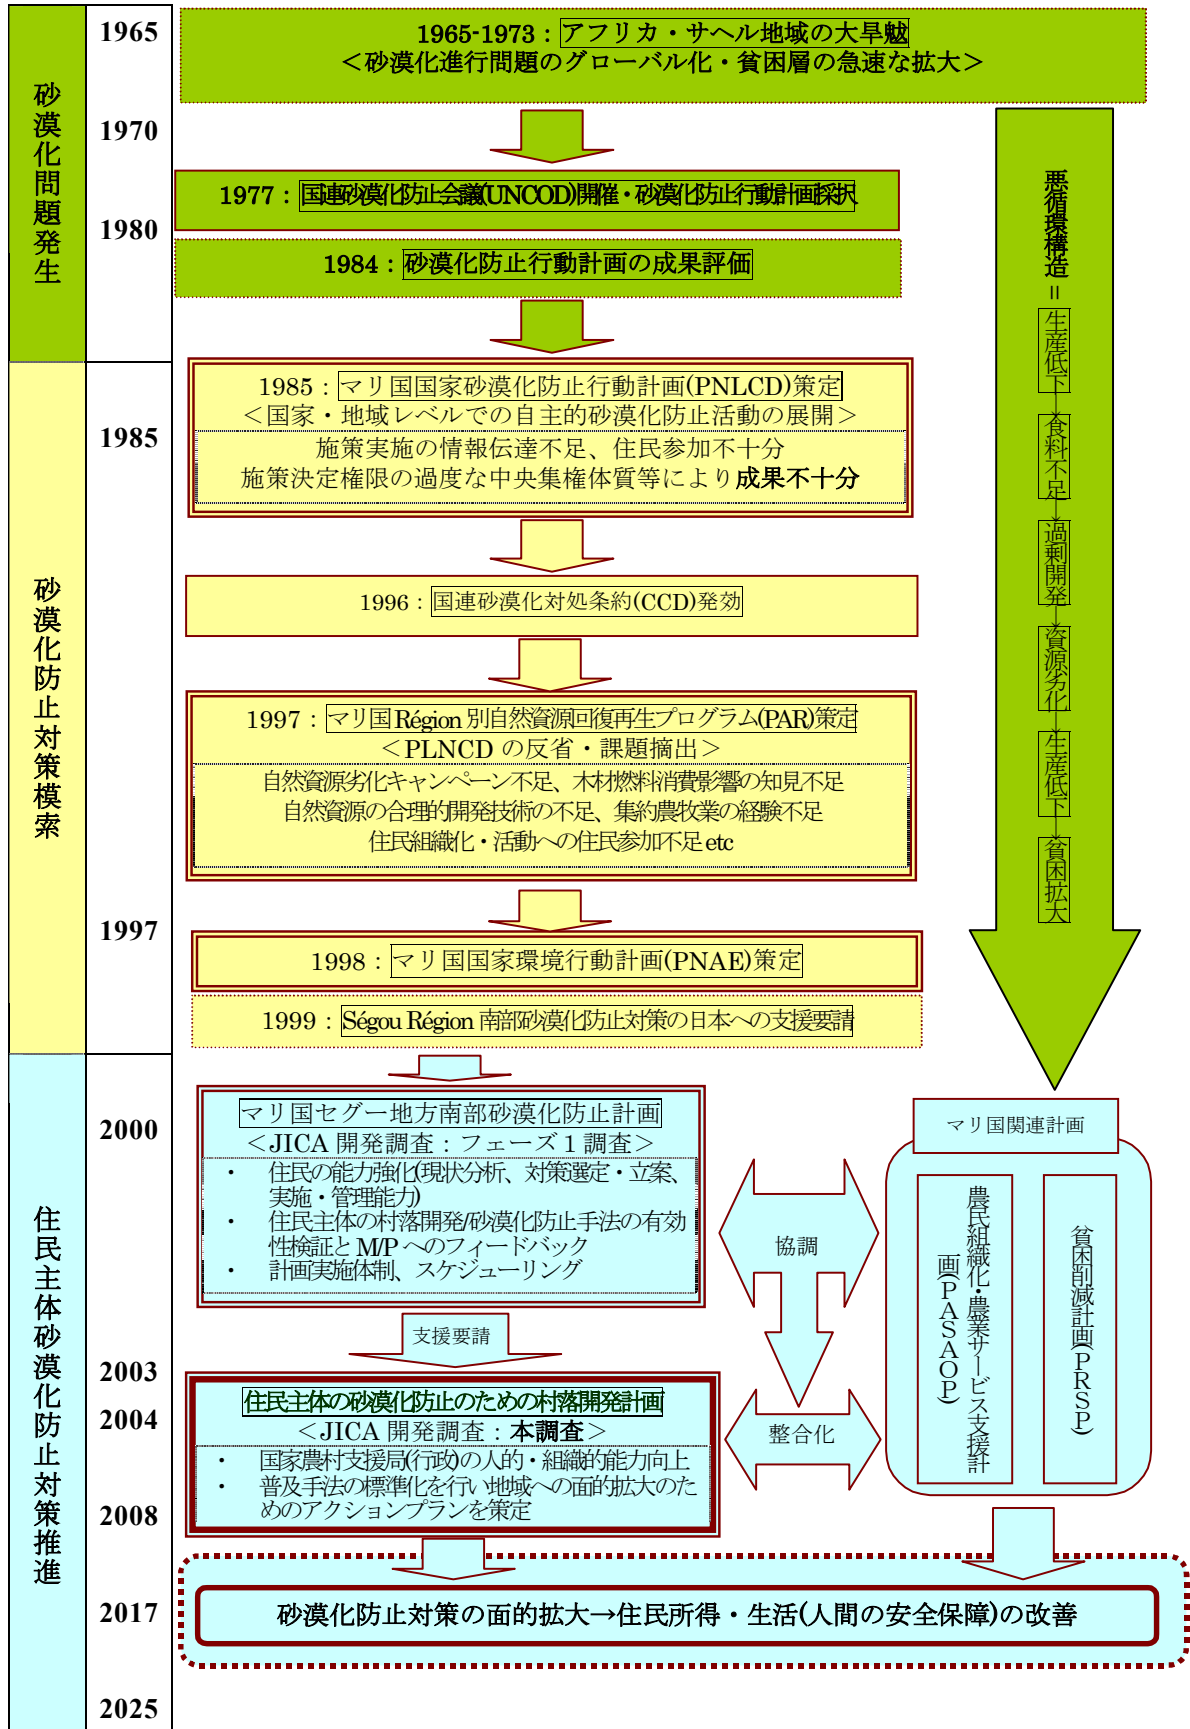 砂漠化問題発生
1965
1970
1980
1965-1973：アフリカ・サヘル地域の大旱魃
＜砂漠化進行問題のグローバル化・貧困層の急速な拡大＞
1977：国連砂漠化防止会議(UNCOD)開催・砂漠化防止行動計画採択
1984：砂漠化防止行動計画の成果評価
悪循環構造＝生産低下→食料不足→過剰開発→資源劣化→生産低下→貧困拡大
砂漠化防止対策模索
1985
1997
1985：マリ国国家砂漠化防止行動計画(PNLCD)策定
＜国家・地域レベルでの自主的砂漠化防止活動の展開＞
施策実施の情報伝達不足、住民参加不十分
施策決定権限の過度な中央集権体質等により成果不十分
1996：国連砂漠化対処条約(CCD)発効
1997：マリ国 Région 別自然資源回復再生プログラム(PAR)策定
＜PLNCD の反省・課題摘出＞
自然資源劣化キャンペーン不足、木材燃料消費影響の知見不足
自然資源の合理的開発技術の不足、集約農牧業の経験不足
住民組織化・活動への住民参加不足 etc
1998：マリ国国家環境行動計画(PNAE)策定
1999：Ségou Région 南部砂漠化防止対策の日本への支援要請
住民主体砂漠化防止対策推進
2000
2003
2004
2008
2017
2025
マリ国セグー地方南部砂漠化防止計画
＜JICA 開発調査：フェーズ 1 調査＞
・ 住民の能力強化(現状分析、対策選定・立案、
実施・管理能力)
・ 住民主体の村落開発/砂漠化防止手法の有効
性検証と M/P へのフィードバック
・ 計画実施体制、スケジューリング
支援要請
住民主体の砂漠化防止のための村落開発計画
＜JICA 開発調査：本調査＞
・ 国家農村支援局(行政)の人的・組織的能力向上
・ 普及手法の標準化を行い地域への面的拡大のた
めのアクションプランを策定
協調
整合化
マリ国関連計画
貧困削減計画(ＰＲＳＰ)
農民組織化・農業サービス支援計
画(ＰＡＳＡＯＰ)
砂漠化防止対策の面的拡大→住民所得・生活(人間の安全保障)の改善